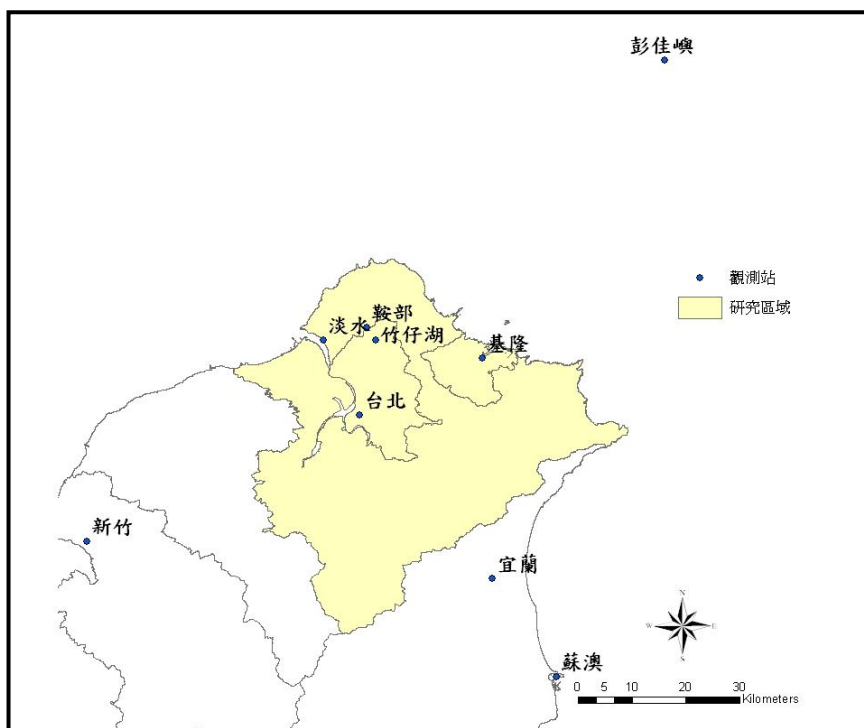 彭佳嶼
觀測站
研究區域
鞍部
淡水
竹仔湖
基隆
台北
新竹
宜蘭
N
W E
S
蘇澳
0 5 10 20 30
Kilometers